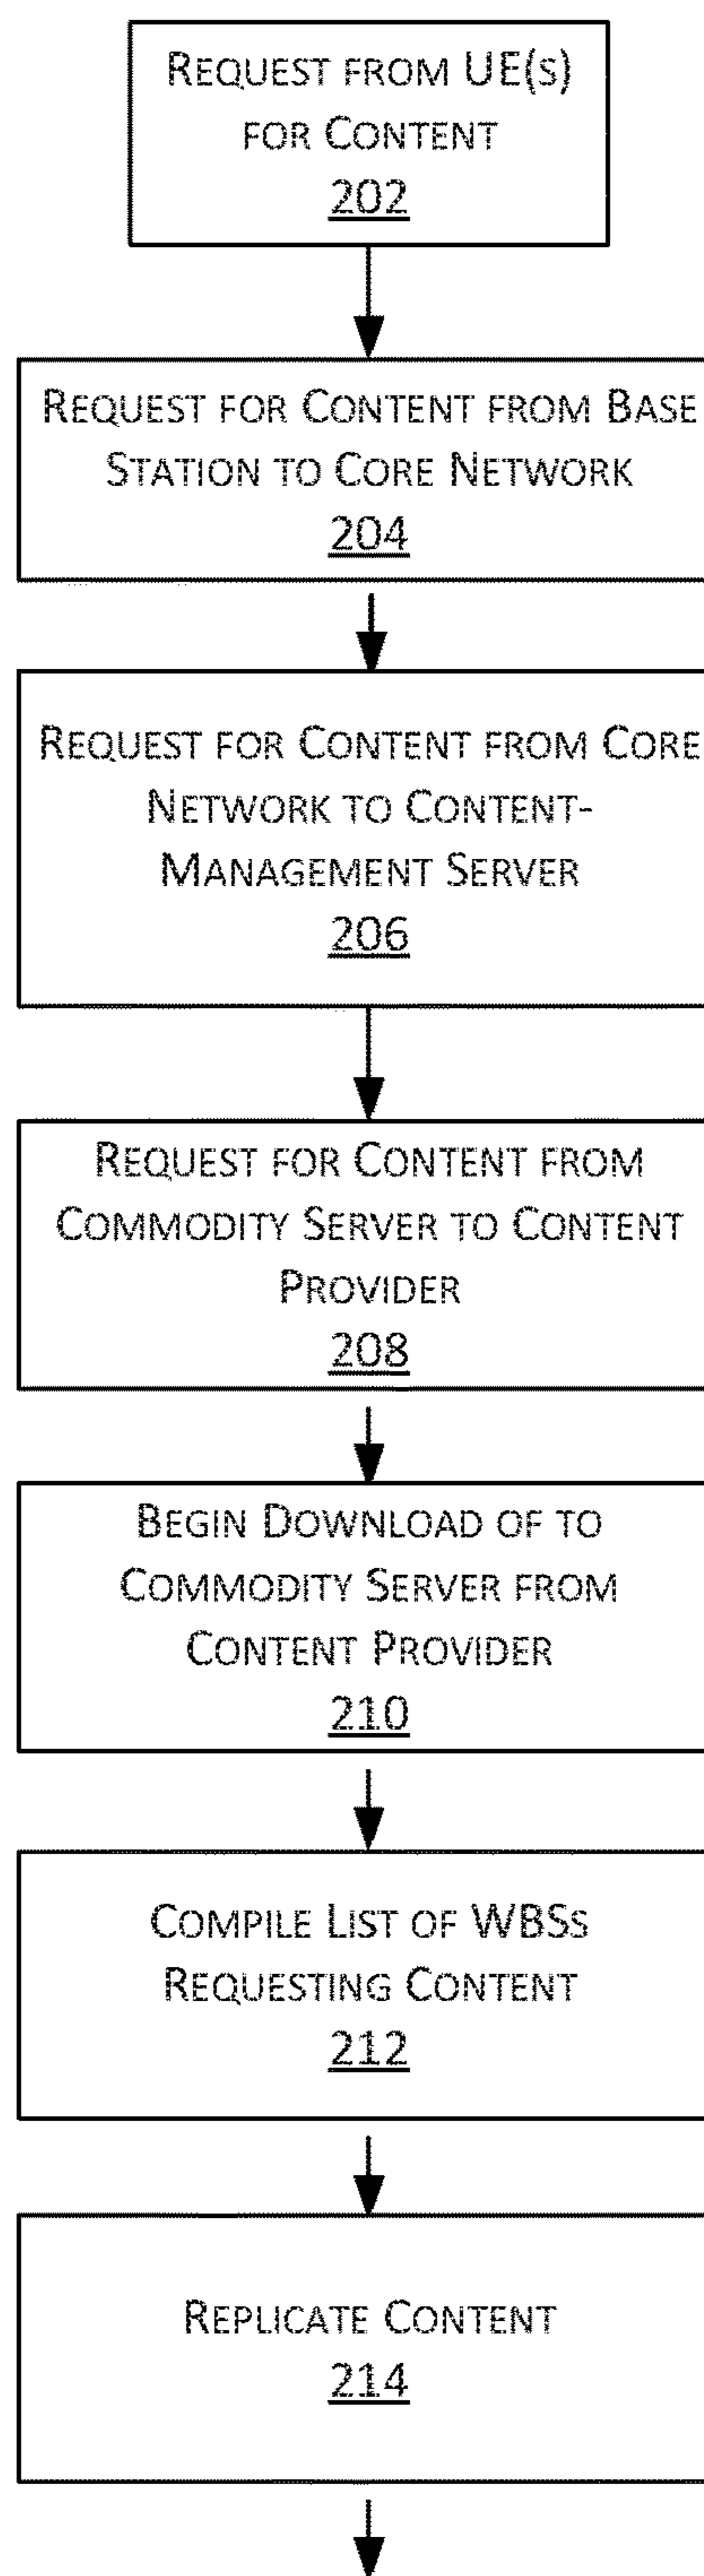 REQUEST FROM UE(S)
FOR CONTENT
202
REQUEST FOR CONTENT FROM BASE
STATION TO CORE NETWORK
204
REQUEST FOR CONTENT FROM CORE
NETWORK TO CONTENT-
MANAGEMENT SERVER
206
REQUEST FOR CONTENT FROM
COMMODITY SERVER TO CONTENT
PROVIDER
208
BEGIN DOWNLOAD OF TO
COMMODITY SERVER FROM
CONTENT PROVIDER
210
COMPILE LIST OF WBSS
REQUESTING CONTENT
212
REPLICATE CONTENT
214